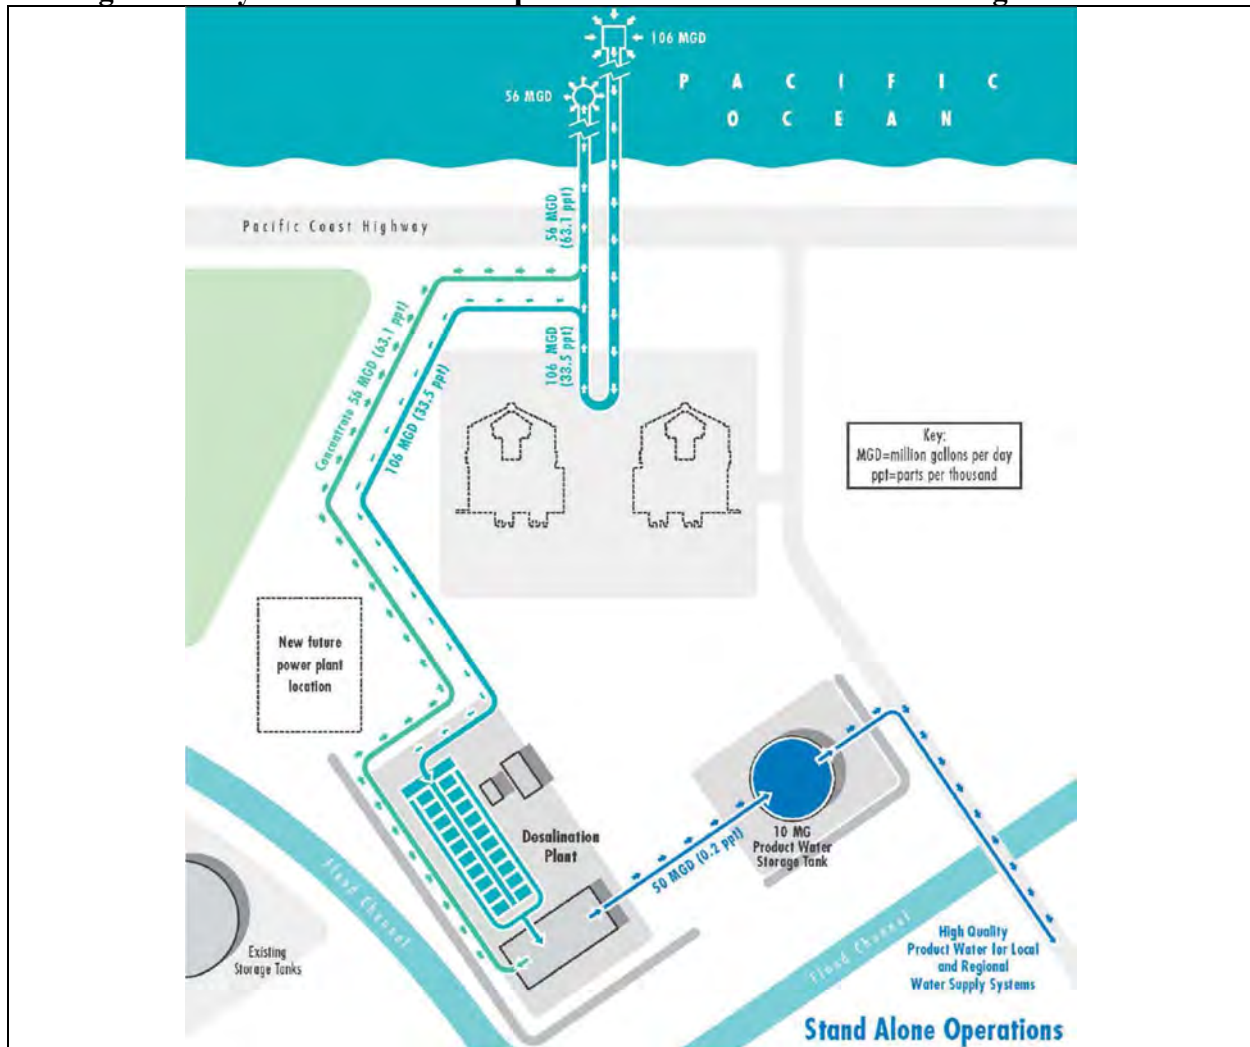 106 MGD
56 MGD
PACIFIC
OCEAN
56 MGD
(63.1 ppt)
Pacific Coast Highway
Concentrate 56 MGD (63.1 ppt)
106 MGD (33.5 ppt)
106 MGD
(33.5 ppt)
Key:
MGD=million gallons per day
ppt=parts per thousand
New future
power plant
location
Desalination
Plant
50 MGD (0.2 ppt)
10 MG
Product Water
Storage Tank
Flood Channel
Existing
Storage Tanks
Flood Channel
High Quality
Product Water for Local
and Regional
Water Supply Systems
Stand Alone Operations